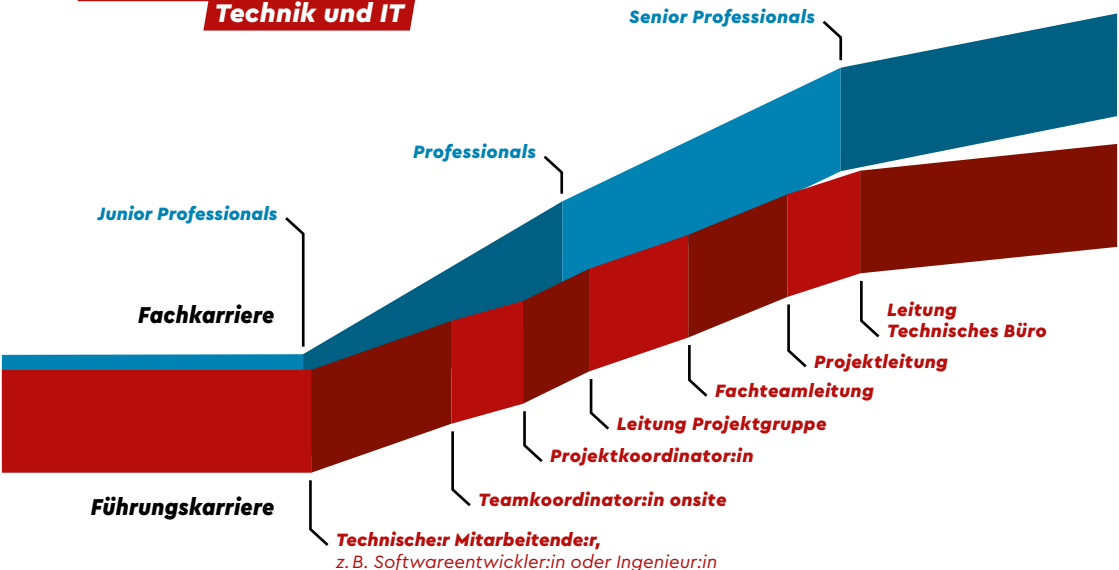 Technik und IT
Senior Professionals
Professionals
Junior Professionals
Fachkarriere
Leitung
Technisches Büro
Projektleitung
Fachteamleitung
Leitung Projektgruppe
Projektkoordinator:in
Teamkoordinator:in onsite
Führungskarriere
Technische:r Mitarbeitende:r,
z. B. Softwareentwickler:in oder Ingenieur:in